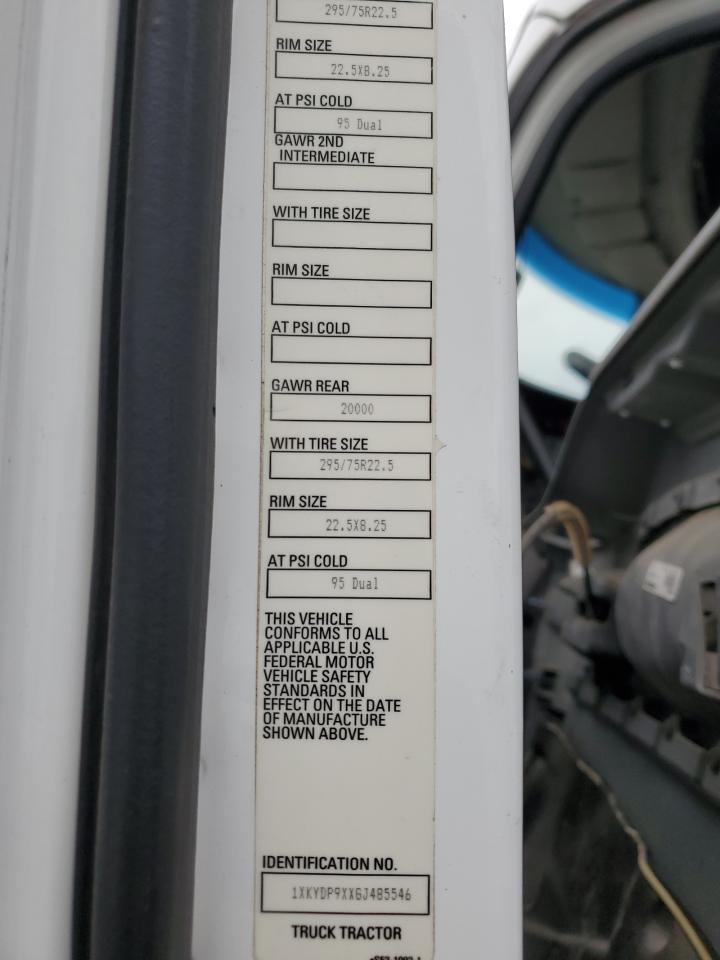 295/75R22.5
RIM SIZE
22.5X8.25
AT PSI COLD
95 Dual
GAWR 2ND
INTERMEDIATE
WITH TIRE SIZE
RIM SIZE
AT PSI COLD
GAWR REAR
20000
WITH TIRE SIZE
295/75R22.5
RIM SIZE
22.5X8.25
AT PSI COLD
95 Dual
THIS VEHICLE
CONFORMS TO ALL
APPLICABLE U.S.
FEDERAL MOTOR
VEHICLE SAFETY
STANDARDS IN
EFFECT ON THE DATE
OF MANUFACTURE
SHOWN ABOVE.
IDENTIFICATION NO.
1XKYDP9XXGJ485546
TRUCK TRACTOR